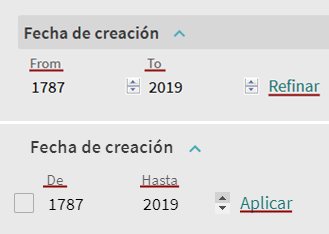 Fecha de creación
From To
1787 2019 Refinar
Fecha de creación
De Hasta
1787 2019 Aplicar